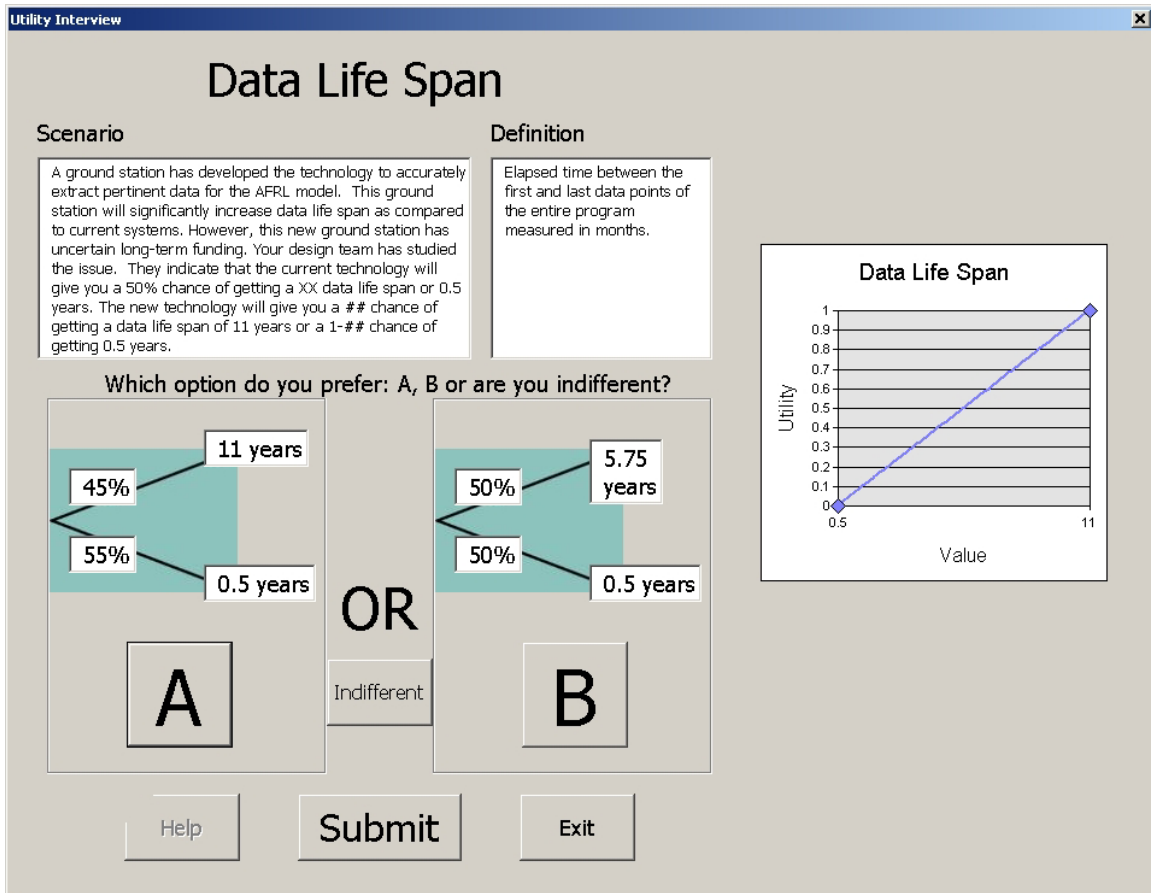 Utility Interview
Data Life Span
Scenario
A ground station has developed the technology to accurately
extract pertinent data for the AFRL model.  This ground
station will significantly increase data life span as compared
to current systems. However, this new ground station has
uncertain long-term funding. Your design team has studied
the issue.  They indicate that the current technology will
give you a 50% chance of getting a XX data life span or 0.5
years. The new technology will give you a ## chance of
getting a data life span of 11 years or a 1-## chance of
getting 0.5 years.
Definition
Elapsed time between the
first and last data points of
the entire program
measured in months.
Which option do you prefer: A, B or are you indifferent?
11 years
45%
55%
0.5 years
A
OR
Indifferent
5.75
years
50%
50%
0.5 years
B
Help
Submit
Exit
Data Life Span
Utility
1
0.9
0.8
0.7
0.6
0.5
0.4
0.3
0.2
0.1
0
0.5
11
Value